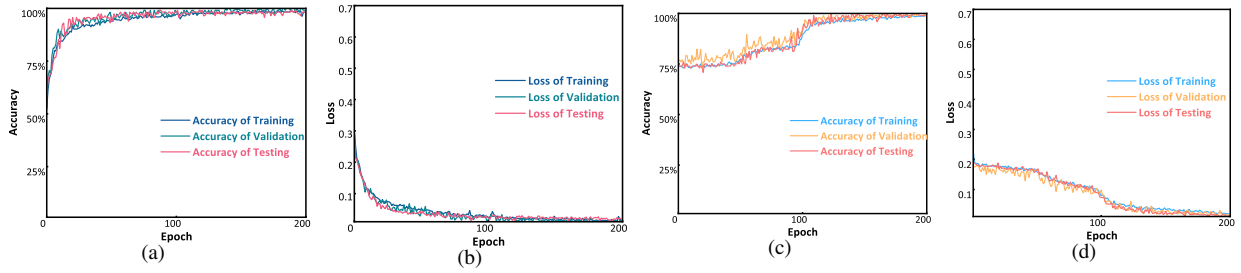 100%
75%
50%
25%
0
100
200
Accuracy
Epoch
Accuracy of Training
Accuracy of Validation
Accuracy of Testing
(a)
0.7
0.6
0.5
0.4
0.3
0.2
0.1
0
100
200
Loss
Epoch
Loss of Training
Loss of Validation
Loss of Testing
(b)
100%
75%
50%
25%
0
100
200
Accuracy
Epoch
Accuracy of Training
Accuracy of Validation
Accuracy of Testing
(c)
0.7
0.6
0.5
0.4
0.3
0.2
0.1
100
200
Loss
Epoch
Loss of Training
Loss of Validation
Loss of Testing
(d)